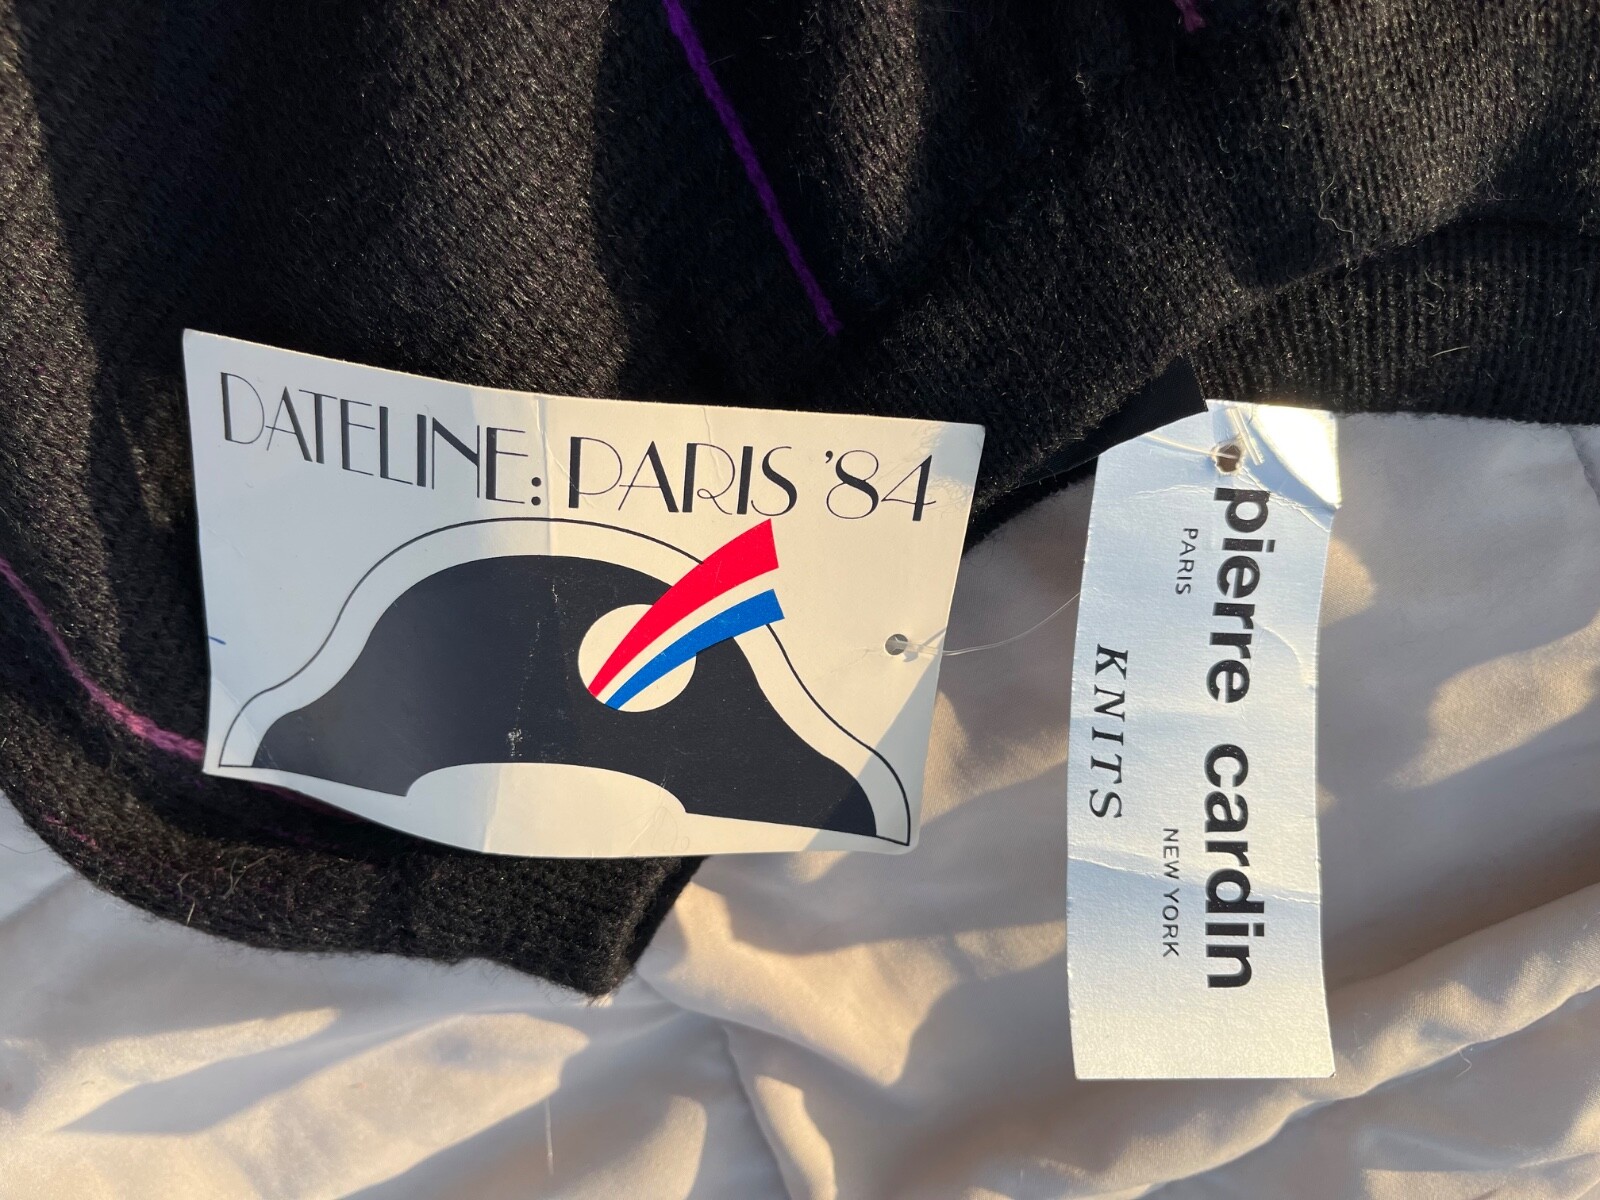 DATELINE: PARIS '84
pierre cardin
PARIS NEW YORK
KNITS